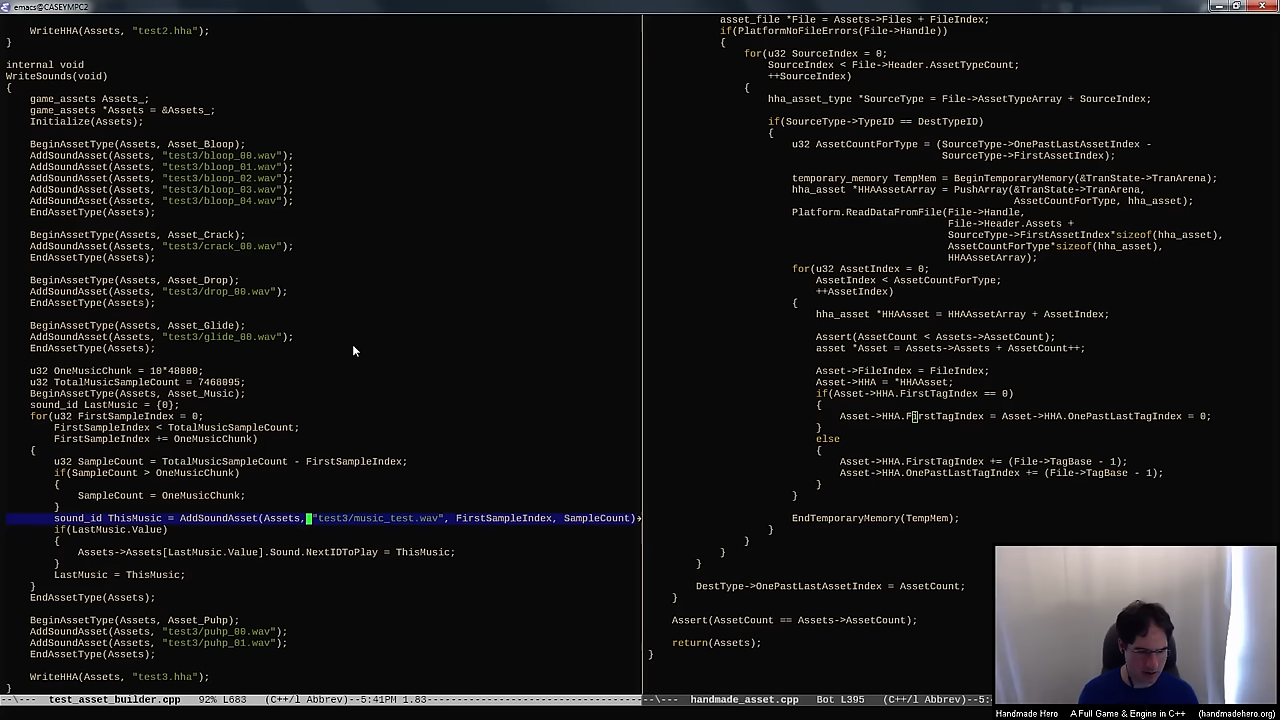 emacs@CASEYMPC2
    WriteHHA(Assets, "test2.hha");
}
internal void
WriteSounds(void)
{
    game_assets Assets_;
    game_assets *Assets = &Assets_;
    Initialize(Assets);
    BeginAssetType(Assets, Asset_Bloop);
    AddSoundAsset(Assets, "test3/bloop_00.wav");
    AddSoundAsset(Assets, "test3/bloop_01.wav");
    AddSoundAsset(Assets, "test3/bloop_02.wav");
    AddSoundAsset(Assets, "test3/bloop_03.wav");
    AddSoundAsset(Assets, "test3/bloop_04.wav");
    EndAssetType(Assets);
    BeginAssetType(Assets, Asset_Crack);
    AddSoundAsset(Assets, "test3/crack_00.wav");
    EndAssetType(Assets);
    BeginAssetType(Assets, Asset_Drop);
    AddSoundAsset(Assets, "test3/drop_00.wav");
    EndAssetType(Assets);
    BeginAssetType(Assets, Asset_Glide);
    AddSoundAsset(Assets, "test3/glide_00.wav");
    EndAssetType(Assets);
    u32 OneMusicChunk = 10*48000;
    u32 TotalMusicSampleCount = 7468095;
    BeginAssetType(Assets, Asset_Music);
    sound_id LastMusic = {0};
    for(u32 FirstSampleIndex = 0;
        FirstSampleIndex < TotalMusicSampleCount;
        FirstSampleIndex += OneMusicChunk)
    {
        u32 SampleCount = TotalMusicSampleCount - FirstSampleIndex;
        if(SampleCount > OneMusicChunk)
        {
            SampleCount = OneMusicChunk;
        }
        sound_id ThisMusic = AddSoundAsset(Assets, "test3/music_test.wav", FirstSampleIndex, SampleCount)
        if(LastMusic.Value)
        {
            Assets->Assets[LastMusic.Value].Sound.NextIDToPlay = ThisMusic;
        }
        LastMusic = ThisMusic;
    }
    EndAssetType(Assets);
    BeginAssetType(Assets, Asset_Puhp);
    AddSoundAsset(Assets, "test3/puhp_00.wav");
    AddSoundAsset(Assets, "test3/puhp_01.wav");
    EndAssetType(Assets);
    WriteHHA(Assets, "test3.hha");
}
-\--- test_asset_builder.cpp 92% L683 (C++/l Abbrev)--5:41PM 1.83
asset_file *File = Assets->Files + FileIndex;
if(PlatformNoFileErrors(File->Handle))
{
    for(u32 SourceIndex = 0;
        SourceIndex < File->Header.AssetTypeCount;
        ++SourceIndex)
    {
        hha_asset_type *SourceType = File->AssetTypeArray + SourceIndex;
        if(SourceType->TypeID == DestTypeID)
        {
            u32 AssetCountForType = (SourceType->OnePastLastAssetIndex -
                                     SourceType->FirstAssetIndex);
            temporary_memory TempMem = BeginTemporaryMemory(&TranState->TranArena);
            hha_asset *HHAAssetArray = PushArray(&TranState->TranArena,
                                                 AssetCountForType, hha_asset);
            Platform.ReadDataFromFile(File->Handle,
                                      File->Header.Assets +
                                      SourceType->FirstAssetIndex*sizeof(hha_asset),
                                      AssetCountForType*sizeof(hha_asset),
                                      HHAAssetArray);
            for(u32 AssetIndex = 0;
                AssetIndex < AssetCountForType;
                ++AssetIndex)
            {
                hha_asset *HHAAsset = HHAAssetArray + AssetIndex;
                Assert(AssetCount < Assets->AssetCount);
                asset *Asset = Assets->Assets + AssetCount++;
                Asset->FileIndex = FileIndex;
                Asset->HHA = *HHAAsset;
                if(Asset->HHA.FirstTagIndex == 0)
                {
                    Asset->HHA.FirstTagIndex = Asset->HHA.OnePastLastTagIndex = 0;
                }
                else
                {
                    Asset->HHA.FirstTagIndex += (File->TagBase - 1);
                    Asset->HHA.OnePastLastTagIndex += (File->TagBase - 1);
                }
            }
            EndTemporaryMemory(TempMem);
        }
    }
}
}
DestType->OnePastLastAssetIndex = AssetCount;
}
Assert(AssetCount == Assets->AssetCount);
return(Assets);
}
-\--- handmade_asset.cpp Bot L395 (C++/l Abbrev)--5:
Handmade Hero A Full Game & Engine in C++ (handmadehero.org)